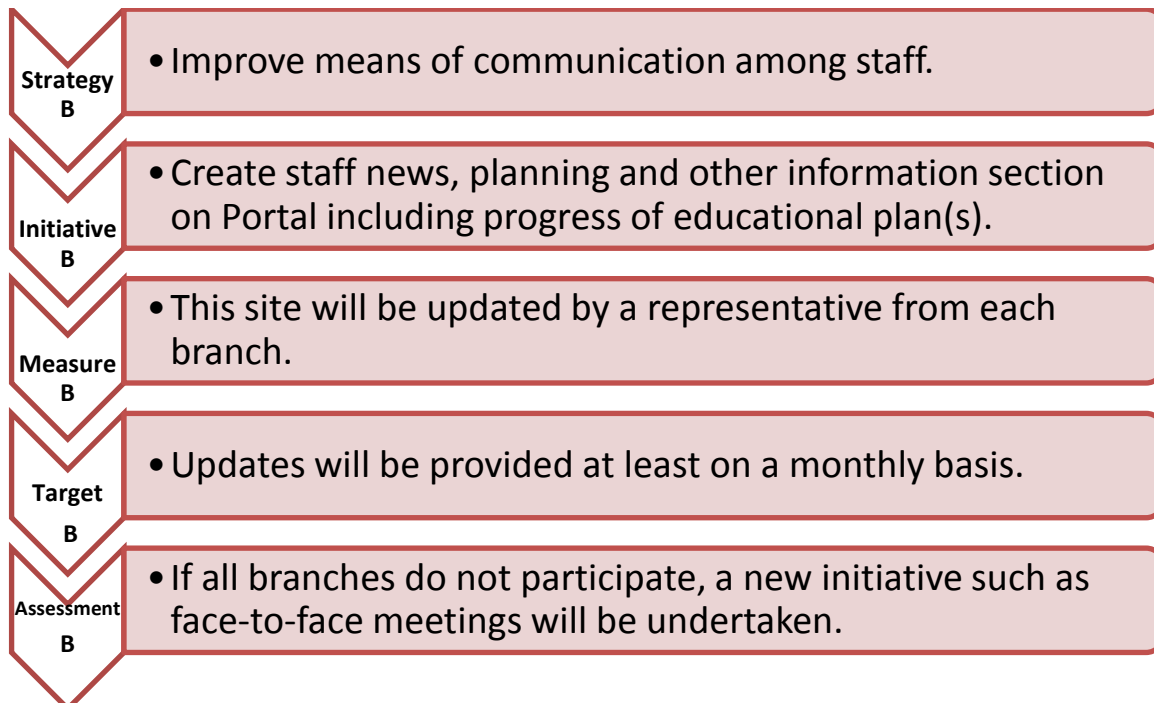 Strategy
B
•Improve means of communication among staff.
Initiative
B
•Create staff news, planning and other information section
on Portal including progress of educational plan(s).
Measure
B
•This site will be updated by a representative from each
branch.
Target
B
•Updates will be provided at least on a monthly basis.
Assessment
B
•If all branches do not participate, a new initiative such as
face-to-face meetings will be undertaken.